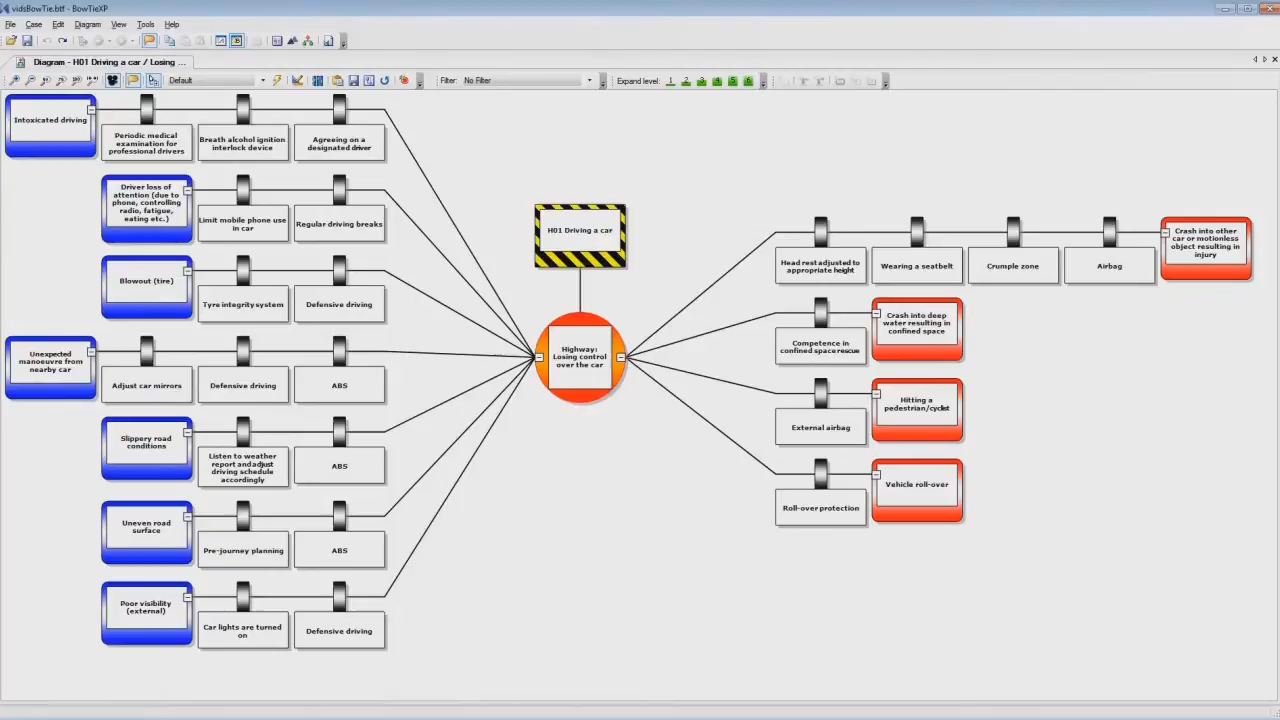 vidsBowTie.btf - BowTieXP
File Case Edit Diagram View Tools Help
Diagram - H01 Driving a car / Losing ...
Default
Filter: No Filter
Expand level: 1 2 3 4 5 6
Intoxicated driving
Periodic medical
examination for
professional drivers
Breath alcohol ignition
interlock device
Agreeing on a
designated driver
Driver loss of
attention (due to
phone, controlling
radio, fatigue,
eating etc.)
Limit mobile phone use
in car
Regular driving breaks
Blowout (tire)
Tyre integrity system
Defensive driving
Unexpected
manoeuvre from
nearby car
Adjust car mirrors
Defensive driving
ABS
Slippery road
conditions
Listen to weather
report andadjust
driving schedule
accordingly
ABS
Uneven road
surface
Pre-journey planning
ABS
Poor visibility
(external)
Car lights are turned
on
Defensive driving
H01 Driving a car
Highway:
Losing control
over the car
Head rest adjusted to
appropriate height
Wearing a seatbelt
Crumple zone
Airbag
Crash into other
car or motionless
object resulting in
injury
Competence in
confined space rescue
Crash into deep
water resulting in
confined space
External airbag
Hitting a
pedestrian/cyclist
Roll-over protection
Vehicle roll-over